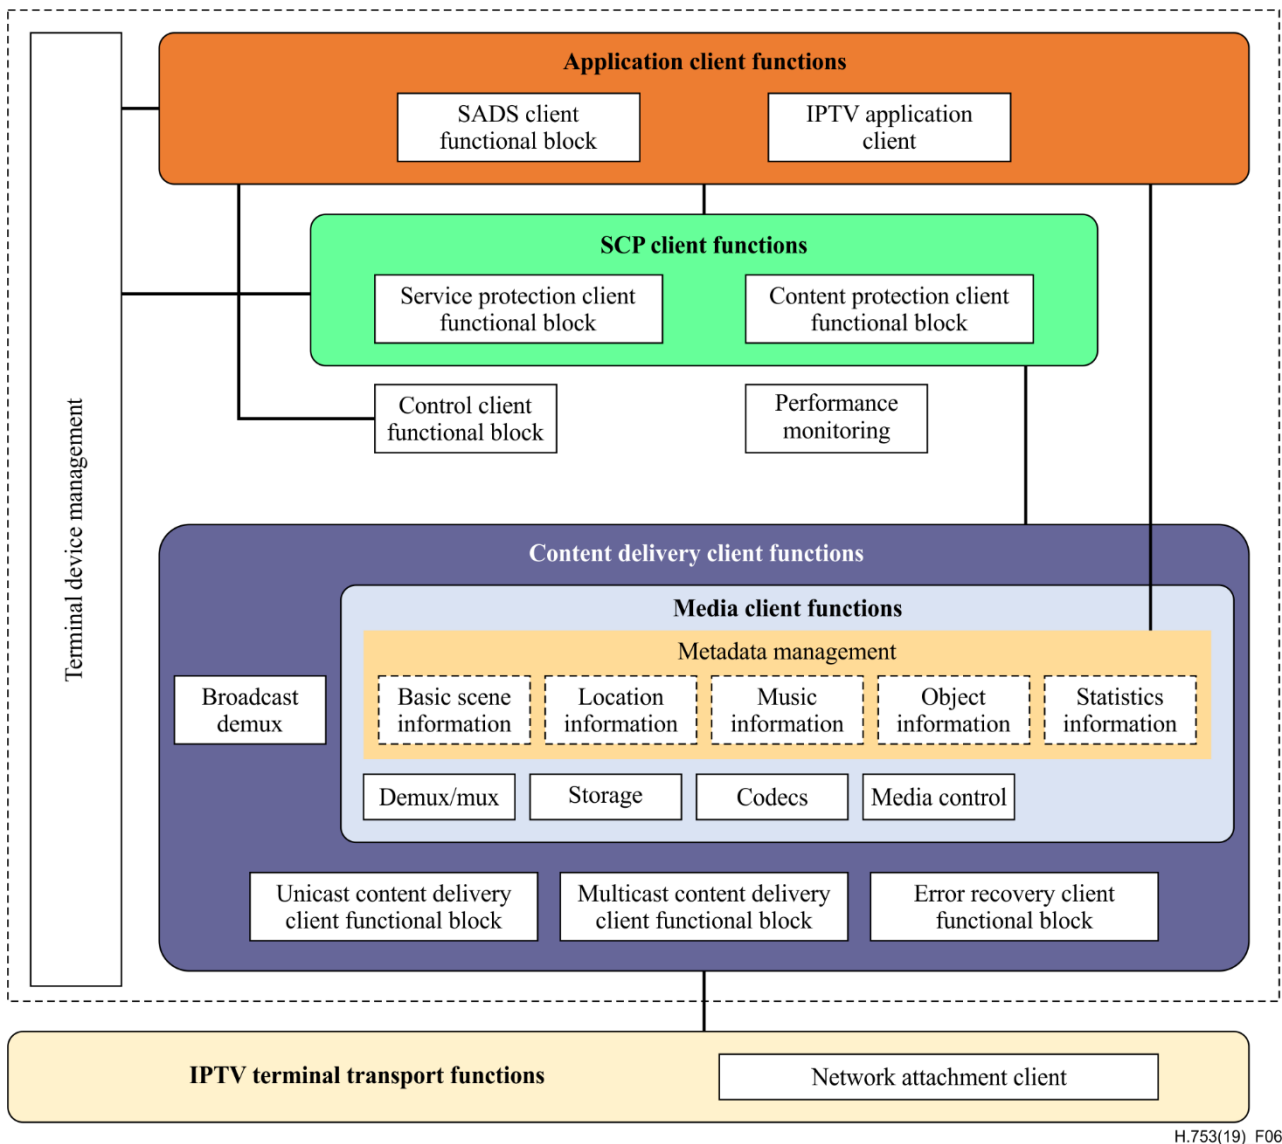 Application client functions
SADS client
functional block
IPTV application
client
SCP client functions
Service protection client
functional block
Content protection client
functional block
Control client
functional block
Performance
monitoring
Terminal device management
Content delivery client functions
Media client functions
Metadata management
Broadcast
demux
Basic scene
information
Location
information
Music
information
Object
information
Statistics
information
Demux/mux
Storage
Codecs
Media control
Unicast content delivery
client functional block
Multicast content delivery
client functional block
Error recovery client
functional block
IPTV terminal transport functions
Network attachment client
H.753(19)_F06